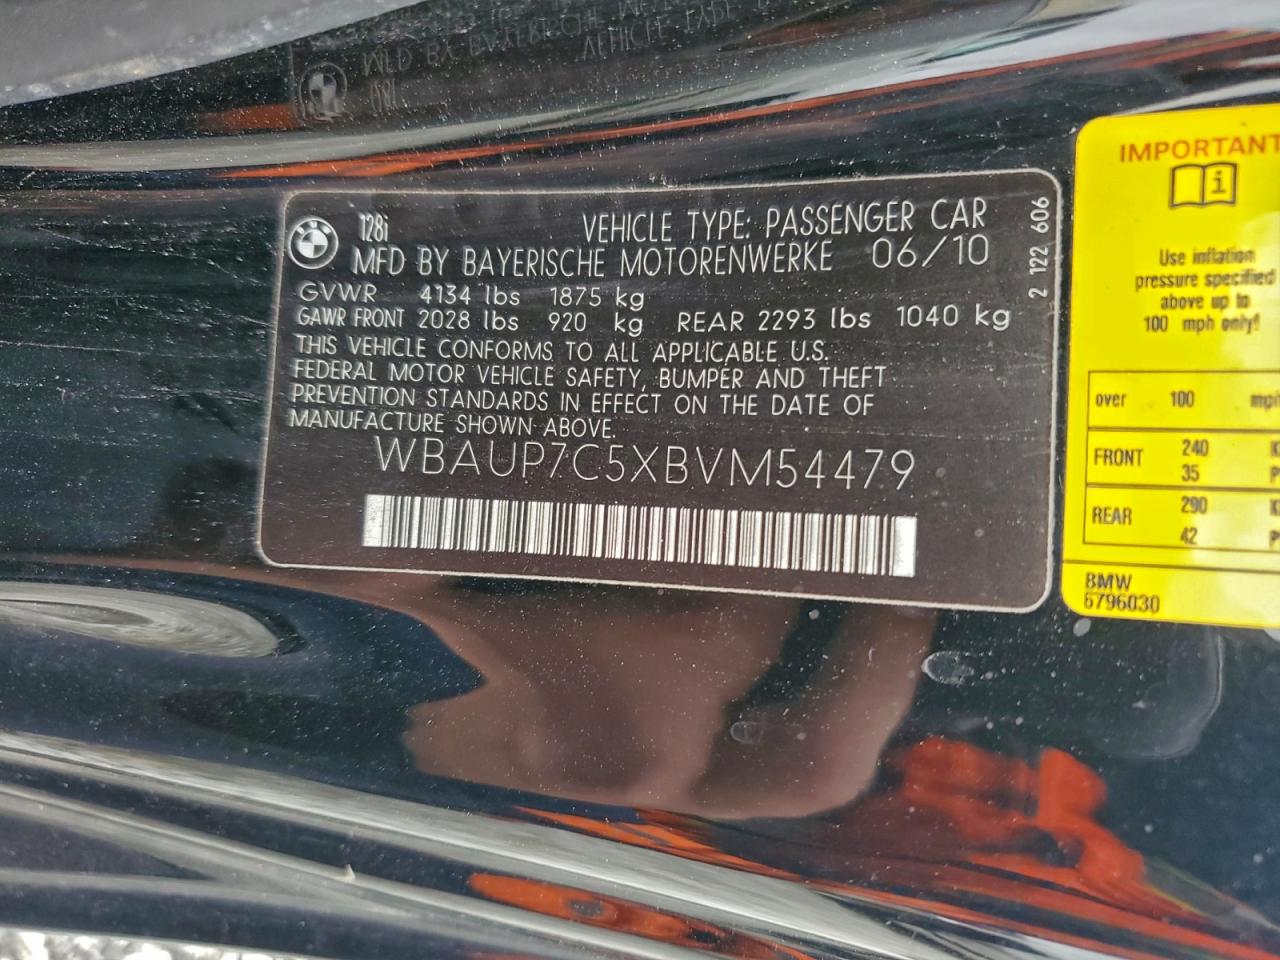 128i
VEHICLE TYPE: PASSENGER CAR
MFD BY BAYERISCHE MOTORENWERKE 06/10
GVWR 4134 lbs 1875 kg
GAWR FRONT 2028 lbs 920 kg REAR 2293 lbs 1040 kg
THIS VEHICLE CONFORMS TO ALL APPLICABLE U.S.
FEDERAL MOTOR VEHICLE SAFETY, BUMPER AND THEFT
PREVENTION STANDARDS IN EFFECT ON THE DATE OF
MANUFACTURE SHOWN ABOVE.
WBAUP7C5XBVM54479
2 122 606
IMPORTANT
i
Use inflation
pressure specified
above up to
100 mph only!
over 100 mph
FRONT 240
35
REAR 290
42
BMW
6796030